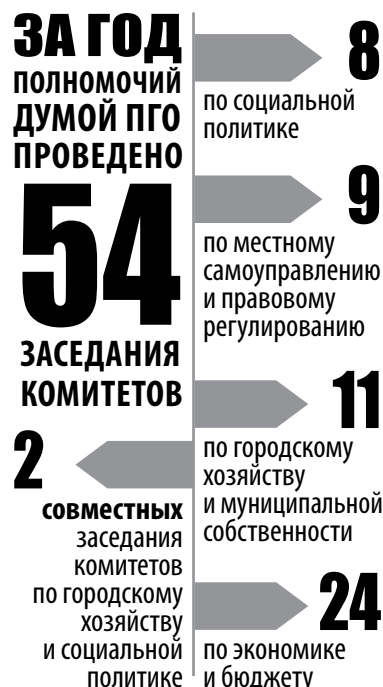 ЗА ГОД
ПОЛНОМОЧИЙ
ДУМОЙ ПГО
ПРОВЕДЕНО
54
ЗАСЕДАНИЯ
КОМИТЕТОВ
8
по социальной
политике
9
по местному
самоуправлению
и правовому
регулированию
11
по городскому
хозяйству
и муниципальной
собственности
24
по экономике
и бюджету
2
совместных
заседания
комитетов
по городскому
хозяйству
и социальной
политике